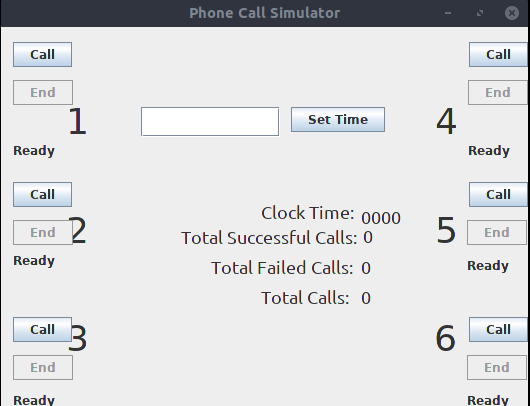 Phone Call Simulator
Call
End
1
Ready
Call
End
2
Ready
Call
End
3
Ready
Set Time
Clock Time: 0000
Total Successful Calls: 0
Total Failed Calls: 0
Total Calls: 0
Call
End
4
Ready
Call
End
5
Ready
Call
End
6
Ready